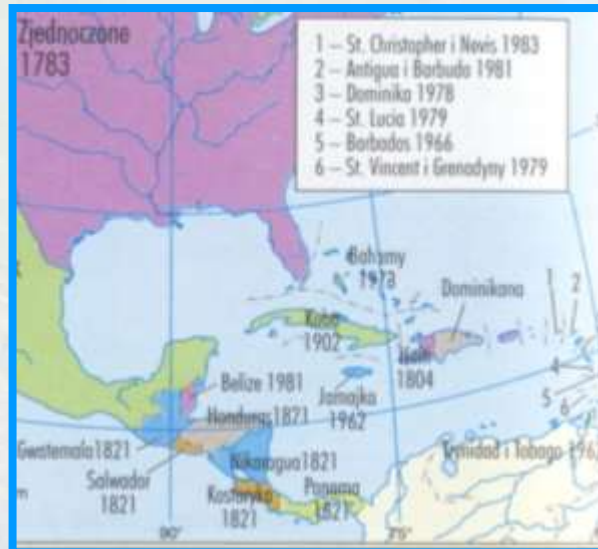 Zjednoczone
1783
1 – St. Christopher i Nevis 1983
2 – Antigua i Barbuda 1981
3 – Dominika 1978
4 – St. Lucia 1979
5 – Barbados 1966
6 – St. Vincent i Grenadyny 1979
Bahamy
1973
Dominikana
1
2
Kuba
1902
Haiti
1804
4
Jamajka
1962
5
6
Belize 1981
Honduras 1821
Gwatemala 1821
Trinidad i Tobago 196
Salwador
1821
Nikaragua 1821
Kostaryka
1821
Panama
1821
90°
75°